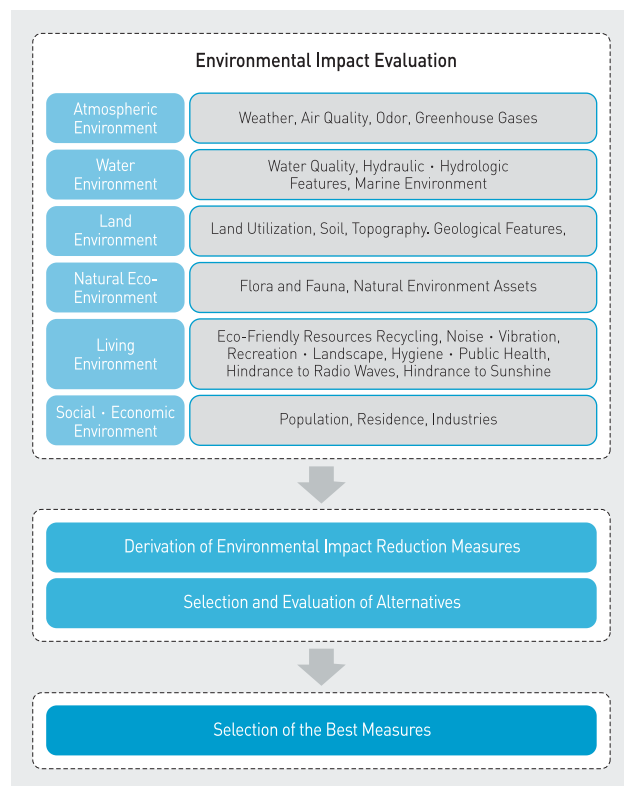 Environmental Impact Evaluation
Atmospheric
Environment
Weather, Air Quality, Odor, Greenhouse Gases
Water
Environment
Water Quality, Hydraulic · Hydrologic
Features, Marine Environment
Land
Environment
Land Utilization, Soil, Topography. Geological Features,
Natural Eco-
Environment
Flora and Fauna, Natural Environment Assets
Living
Environment
Eco-Friendly Resources Recycling, Noise · Vibration,
Recreation · Landscape, Hygiene · Public Health,
Hindrance to Radio Waves, Hindrance to Sunshine
Social · Economic
Environment
Population, Residence, Industries
Derivation of Environmental Impact Reduction Measures
Selection and Evaluation of Alternatives
Selection of the Best Measures